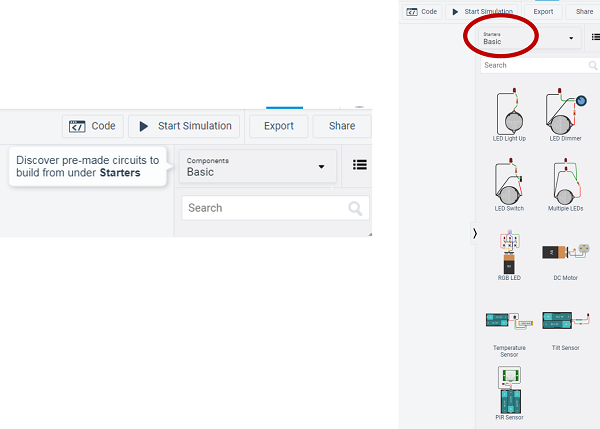 Code
Start Simulation
Export
Share
Discover pre-made circuits to
build from under Starters
Components
Basic
Search
Code
Start Simulation
Export
Share
Starters
Basic
Search
LED Light Up
LED Dimmer
LED Switch
Multiple LEDs
RGB LED
DC Motor
Temperature
Sensor
Tilt Sensor
PIR Sensor